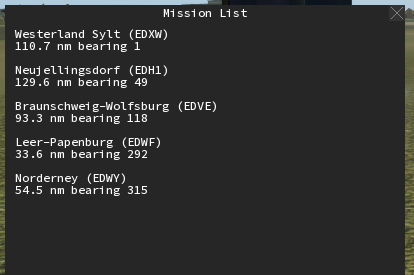 Mission List
Westerland Sylt (EDXW)
110.7 nm bearing 1
Neujellingsdorf (EDH1)
129.6 nm bearing 49
Braunschweig-Wolfsburg (EDVE)
93.3 nm bearing 118
Leer-Papenburg (EDWF)
33.6 nm bearing 292
Norderney (EDWY)
54.5 nm bearing 315